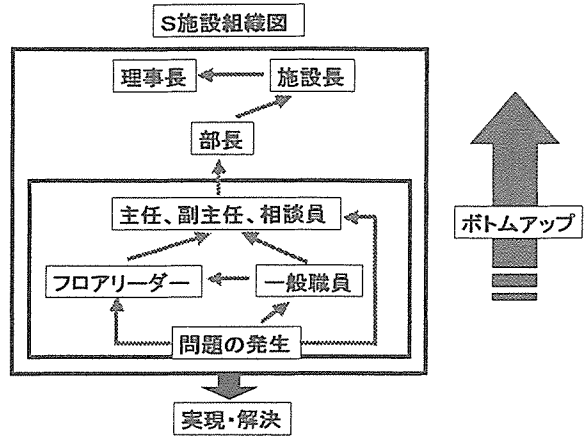 S施設組織図
理事長
施設長
部長
主任、副主任、相談員
ボトムアップ
フロアリーダー
一般職員
問題の発生
実現・解決